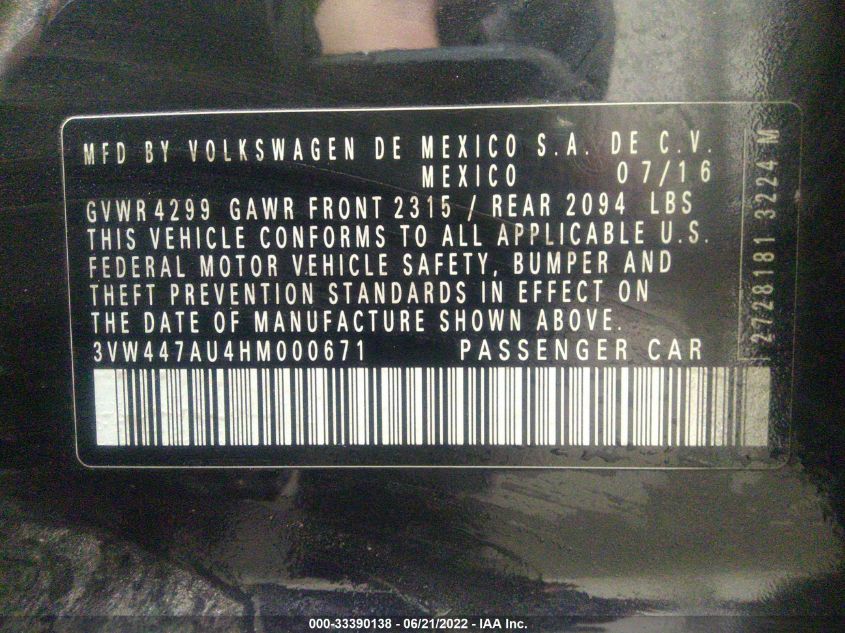 MFD BY VOLKSWAGEN DE MEXICO S.A. DE C.V.
MEXICO 07/16
GVWR 4299 GAWR FRONT 2315 / REAR 2094 LBS
THIS VEHICLE CONFORMS TO ALL APPLICABLE U.S.
FEDERAL MOTOR VEHICLE SAFETY, BUMPER AND
THEFT PREVENTION STANDARDS IN EFFECT ON
THE DATE OF MANUFACTURE SHOWN ABOVE.
3VW447AU4HM000671 PASSENGER CAR
2728181 3224 M
000-33390138 - 06/21/2022 - IAA Inc.